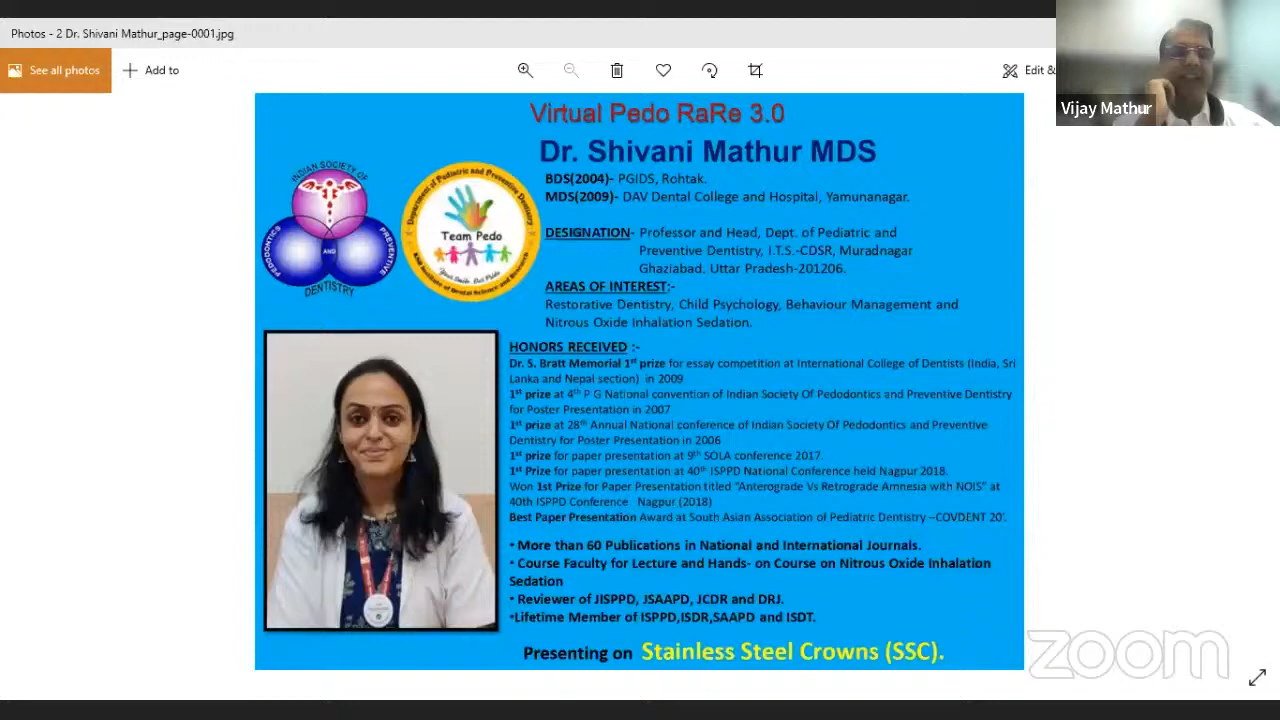 Photos - 2 Dr. Shivani Mathur_page-0001.jpg
See all photos
Add to
Edit &
Vijay Mathur
Virtual Pedo RaRe 3.0
Dr. Shivani Mathur MDS
BDS(2004)- PGIDS, Rohtak.
MDS(2009)- DAV Dental College and Hospital, Yamunanagar.
INDIAN SOCIETY OF
PEDODONTICS
AND
PREVENTIVE
DENTISTRY
Department of Pediatric and Preventive Dentistry
Team Pedo
DESIGNATION- Professor and Head, Dept. of Pediatric and
Preventive Dentistry, I.T.S.-CDSR, Muradnagar
Ghaziabad. Uttar Pradesh-201206.
AREAS OF INTEREST:-
Restorative Dentistry, Child Psychology, Behaviour Management and
Nitrous Oxide Inhalation Sedation.
HONORS RECEIVED :-
Dr. S. Bratt Memorial 1st prize for essay competition at International College of Dentists (India, Sri
Lanka and Nepal section) in 2009
1st prize at 4th P G National convention of Indian Society Of Pedodontics and Preventive Dentistry
for Poster Presentation in 2007
1st prize at 28th Annual National conference of Indian Society Of Pedodontics and Preventive
Dentistry for Poster Presentation in 2006
1st prize for paper presentation at 9th SOLA conference 2017.
1st Prize for paper presentation at 40th ISPPD National Conference held Nagpur 2018.
Won 1st Prize for Paper Presentation titled "Anterograde Vs Retrograde Amnesia with NOIS" at
40th ISPPD Conference. Nagpur (2018)
Best Paper Presentation Award at South Asian Association of Pediatric Dentistry –COVDENT 20'.
• More than 60 Publications in National and International Journals.
• Course Faculty for Lecture and Hands- on Course on Nitrous Oxide Inhalation
Sedation
• Reviewer of JISPPD, JSAAPD, JCDR and DRJ.
•Lifetime Member of ISPPD,ISDR,SAAPD and ISDT.
Presenting on Stainless Steel Crowns (SSC).
zoom